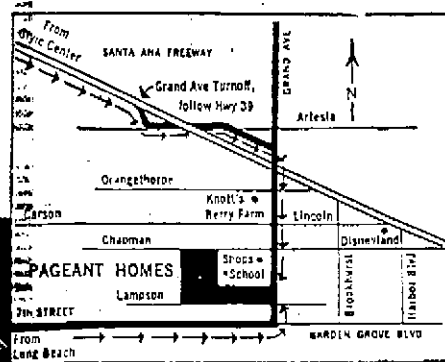 From
Civic Center
SANTA ANA FREEWAY
GRAND AVE
Grand Ave Turnoff,
follow Hwy 39
N
Artesia
Orangethorpe
Knott's
Berry Farm
Lincoln
Carson
Disneyland
Chapman
PAGEANT HOMES
Shops
School
Brookhurst
Harbor Blvd
Lampson
7TH STREET
GARDEN GROVE BLVD
From
Long Beach